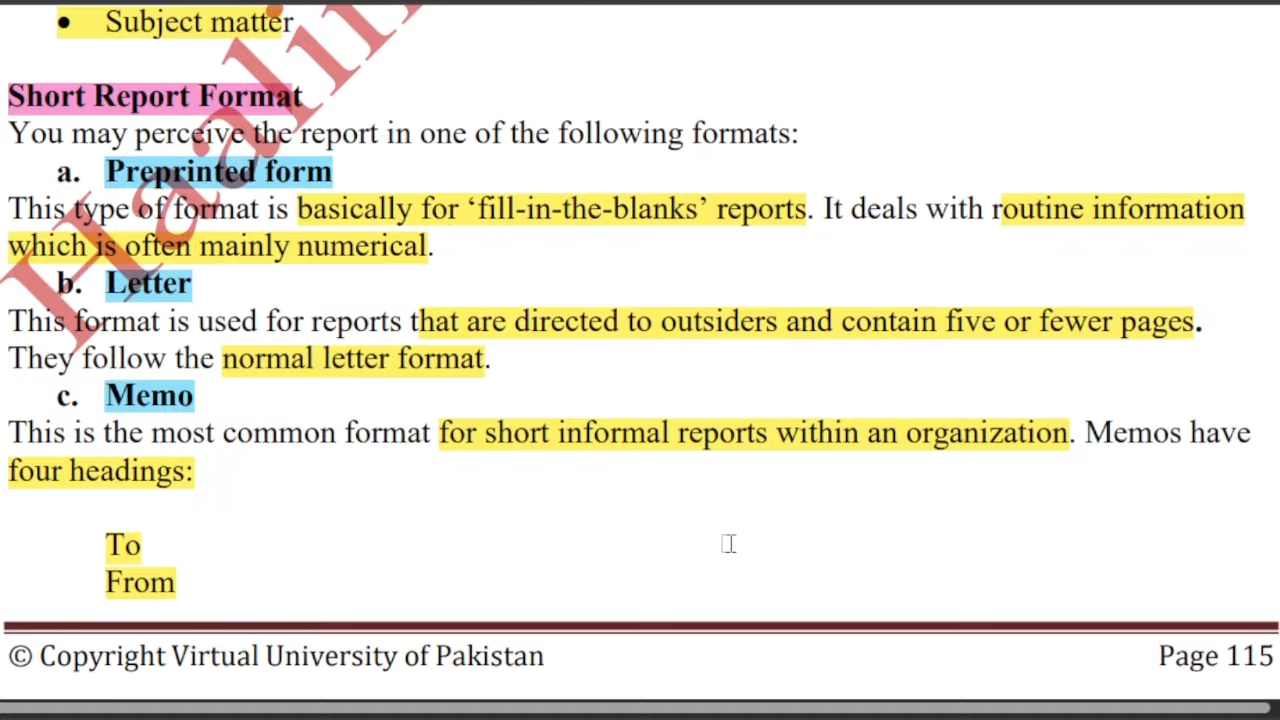 • Subject matter
Short Report Format
You may perceive the report in one of the following formats:
a. Preprinted form
This type of format is basically for ‘fill-in-the-blanks’ reports. It deals with routine information
which is often mainly numerical.
b. Letter
This format is used for reports that are directed to outsiders and contain five or fewer pages.
They follow the normal letter format.
c. Memo
This is the most common format for short informal reports within an organization. Memos have
four headings:
To
From
© Copyright Virtual University of Pakistan
Page 115